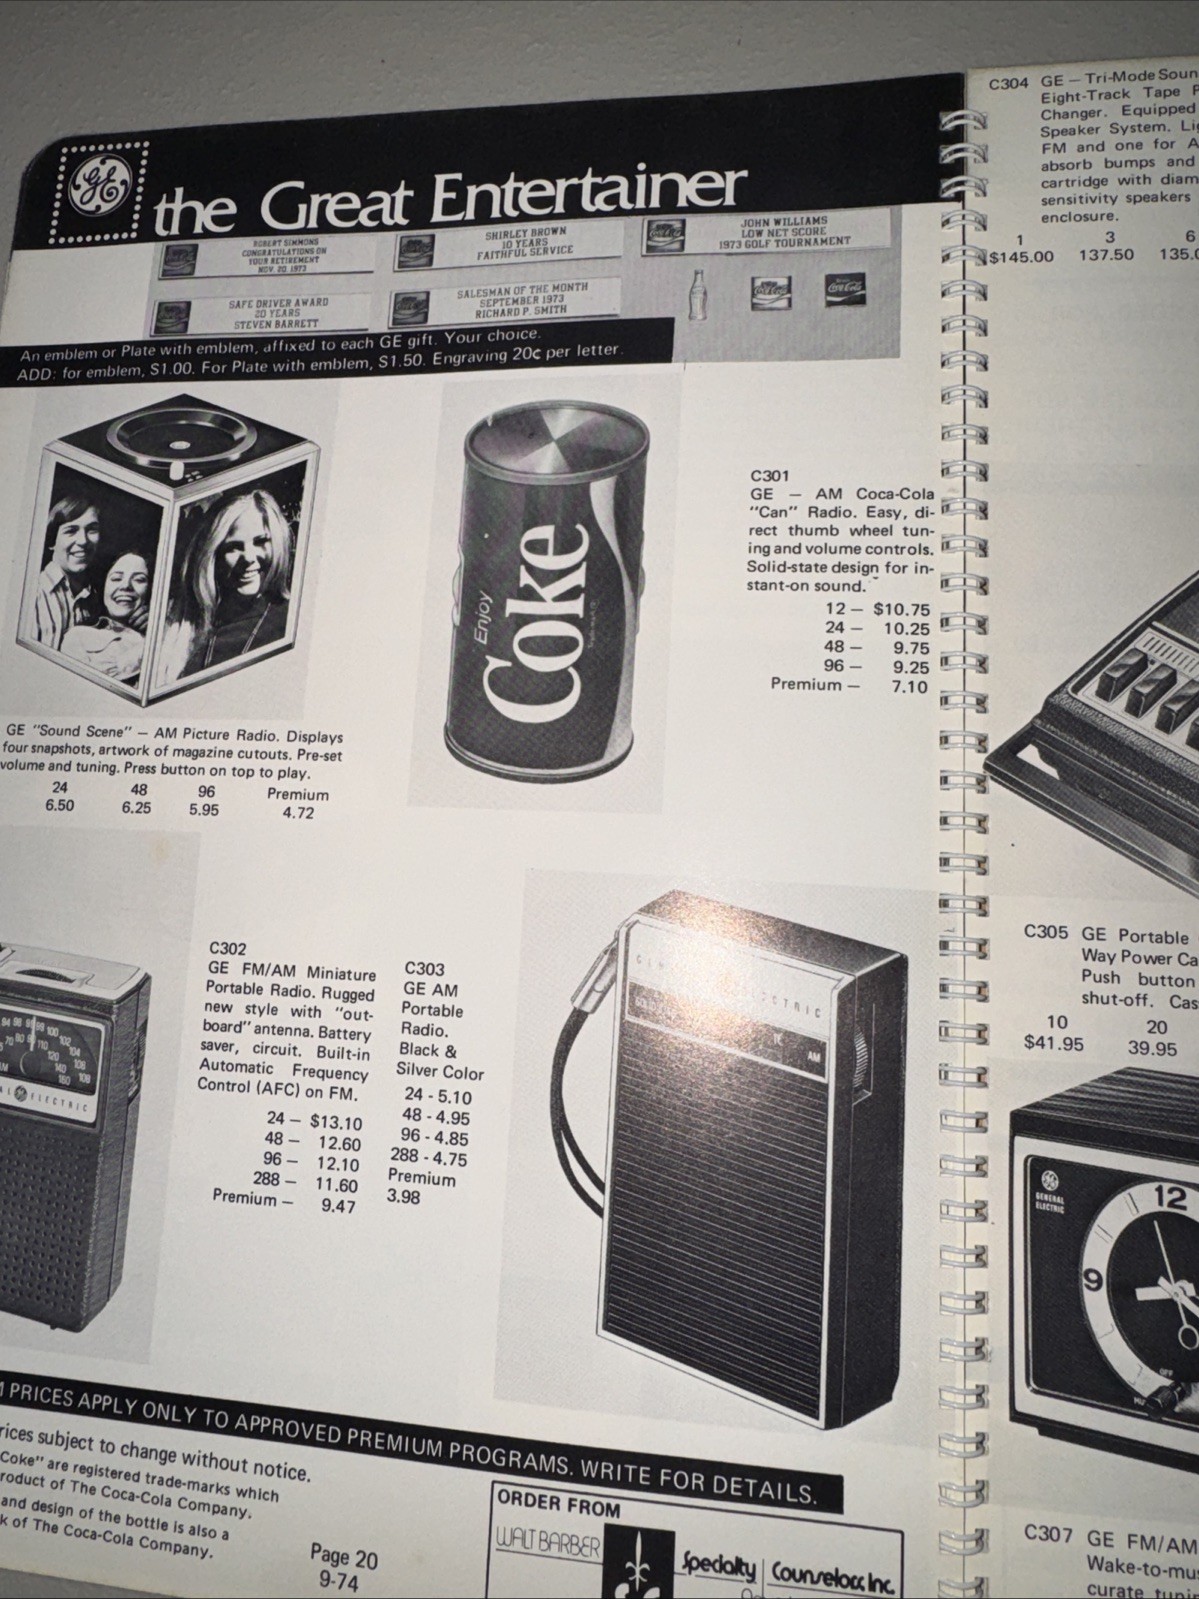 GE
the Great Entertainer
ROBERT SIMMONS
CONGRATULATIONS ON
YOUR RETIREMENT
NOV. 20, 1973
SHIRLEY BROWN
10 YEARS
FAITHFUL SERVICE
JOHN WILLIAMS
LOW NET SCORE
1973 GOLF TOURNAMENT
SAFE DRIVER AWARD
20 YEARS
STEVEN BARRETT
SALESMAN OF THE MONTH
SEPTEMBER 1973
RICHARD P. SMITH
An emblem or Plate with emblem, affixed to each GE gift. Your choice.
ADD: for emblem, $1.00. For Plate with emblem, $1.50. Engraving 20¢ per letter.
Enjoy
Coke
C301
GE — AM Coca-Cola
"Can" Radio. Easy, di-
rect thumb wheel tun-
ing and volume controls.
Solid-state design for in-
stant-on sound.
12 — $10.75
24 — 10.25
48 — 9.75
96 — 9.25
Premium — 7.10
GE "Sound Scene" — AM Picture Radio. Displays
four snapshots, artwork of magazine cutouts. Pre-set
volume and tuning. Press button on top to play.
24 48 96 Premium
6.50 6.25 5.95 4.72
C302
GE FM/AM Miniature
Portable Radio. Rugged
new style with "out-
board" antenna. Battery
saver, circuit. Built-in
Automatic Frequency
Control (AFC) on FM.
24 — $13.10
48 — 12.60
96 — 12.10
288 — 11.60
Premium — 9.47
C303
GE AM
Portable
Radio.
Black &
Silver Color
24 - 5.10
48 - 4.95
96 - 4.85
288 - 4.75
Premium
3.98
ELECTRIC
AM
PRICES APPLY ONLY TO APPROVED PREMIUM PROGRAMS. WRITE FOR DETAILS.
rices subject to change without notice.
Coke" are registered trade-marks which
roduct of The Coca-Cola Company.
and design of the bottle is also a
k of The Coca-Cola Company.
Page 20
9-74
ORDER FROM
WALT BARBER
Specialty Counselors, Inc.
C304 GE — Tri-Mode Soun
Eight-Track Tape P
Changer. Equipped
Speaker System. Lig
FM and one for A
absorb bumps and
cartridge with diam
sensitivity speakers
enclosure.
1 3 6
$145.00 137.50 135.0
C305 GE Portable
Way Power Ca
Push button
shut-off. Cas
10 20
$41.95 39.95
GENERAL
ELECTRIC
12
9
OFF
C307 GE FM/AM
Wake-to-mus
curate tunin